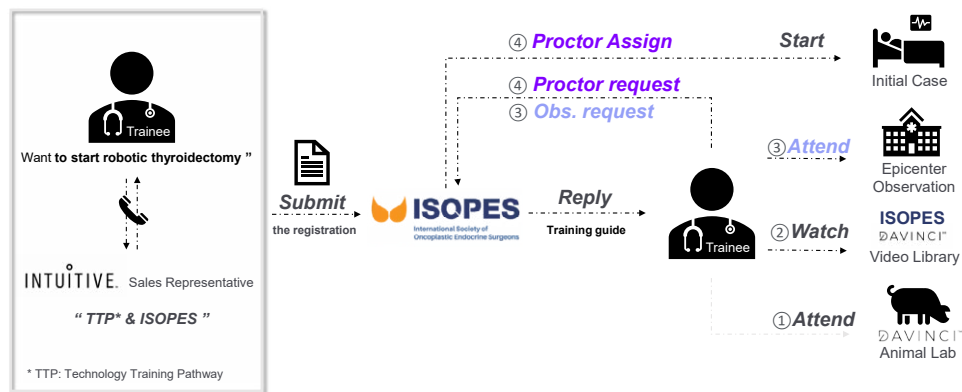 Trainee
Want to start robotic thyroidectomy ”
INTUITIVE. Sales Representative
“ TTP* & ISOPES ”
* TTP: Technology Training Pathway
Submit
the registration
ISOPES
International Society of
Oncoplastic Endocrine Surgeons
Reply
Training guide
④ Proctor Assign
Start
④ Proctor request
③ Obs. request
Trainee
③Attend
②Watch
①Attend
Initial Case
Epicenter
Observation
ISOPES
DAVINCI™
Video Library
DAVINCI™
Animal Lab